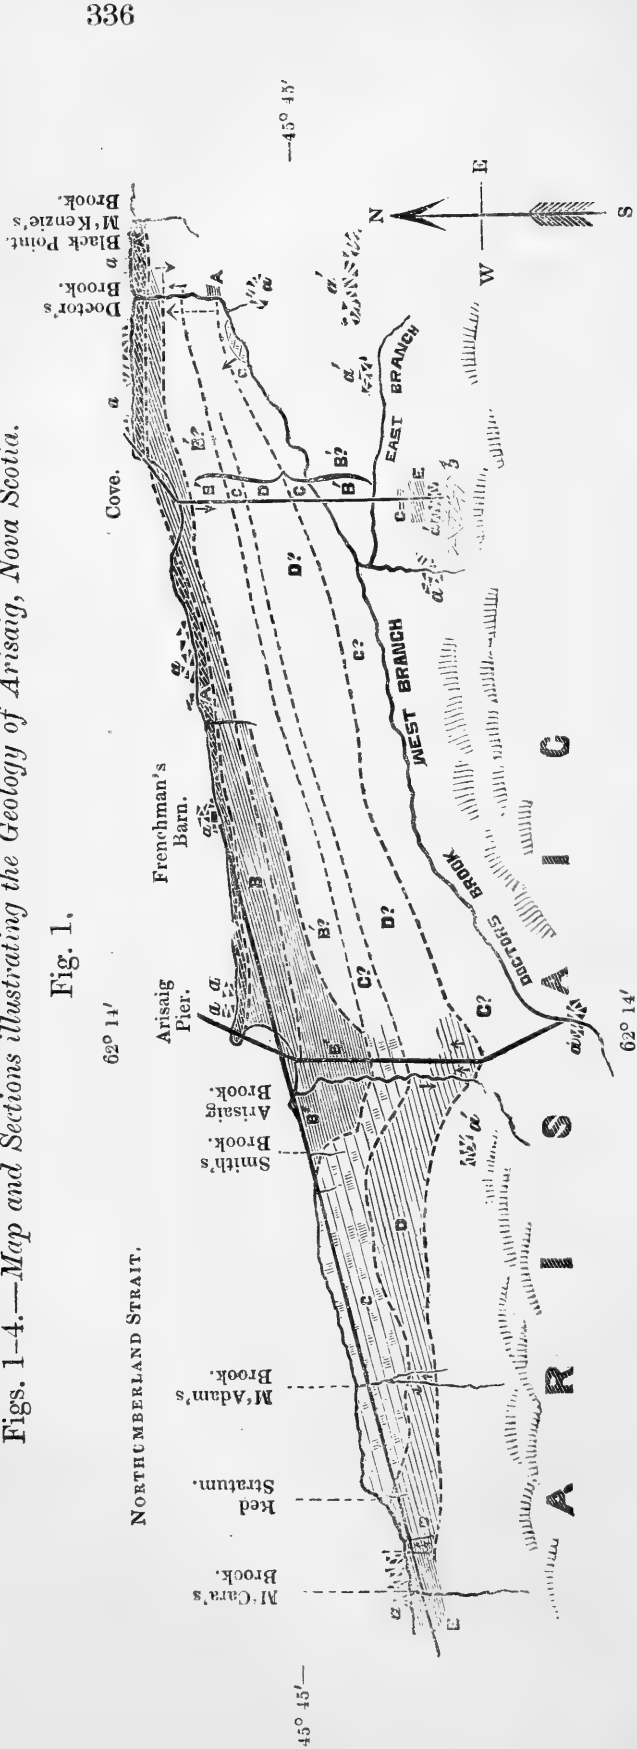 336
Figs. 1–4.—Map and Sections illustrating the Geology of Arisaig, Nova Scotia.
Fig. 1.
62° 14′
NORTHUMBERLAND STRAIT.
45° 45′
M‘Cara's
Brook.
Red
Stratum.
M‘Adam's
Brook.
Smith's
Brook.
Arisaig
Brook.
Arisaig
Pier.
Frenchman's
Barn.
Cove.
Doctor's
Brook.
Black Point.
M‘Kenzie's
Brook.
45° 45′
a
a a
a
a
a
a
A
A
A
B
B′
B′
B′?
B′?
C
C?
C?
C?
D
D
D?
D?
E
B
C
D
C
B′
B′?
C
E
a′
a′
a′
a′
a′
a′
DOCTORS BROOK
WEST BRANCH
EAST BRANCH
N
W E
S
ARISAIG
62° 14′